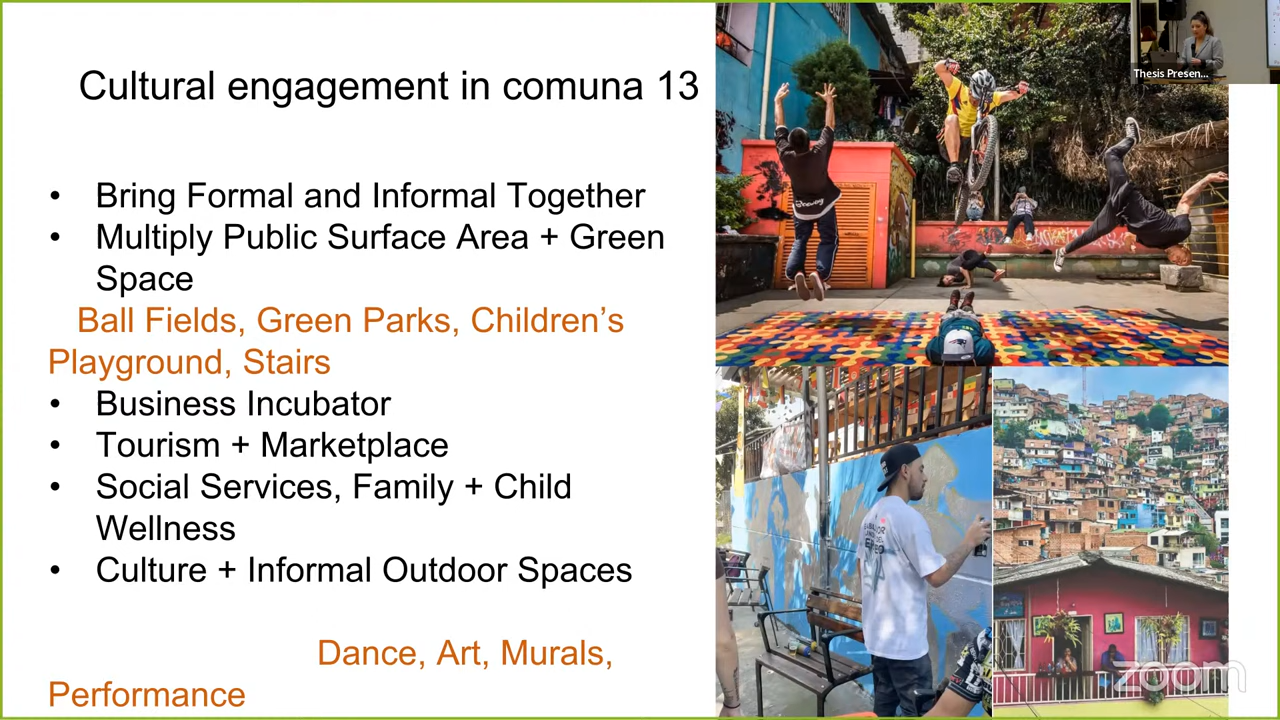 Thesis Presen...
Cultural engagement in comuna 13
• Bring Formal and Informal Together
• Multiply Public Surface Area + Green
Space
Ball Fields, Green Parks, Children’s
Playground, Stairs
• Business Incubator
• Tourism + Marketplace
• Social Services, Family + Child
Wellness
• Culture + Informal Outdoor Spaces
Dance, Art, Murals,
Performance
zoom